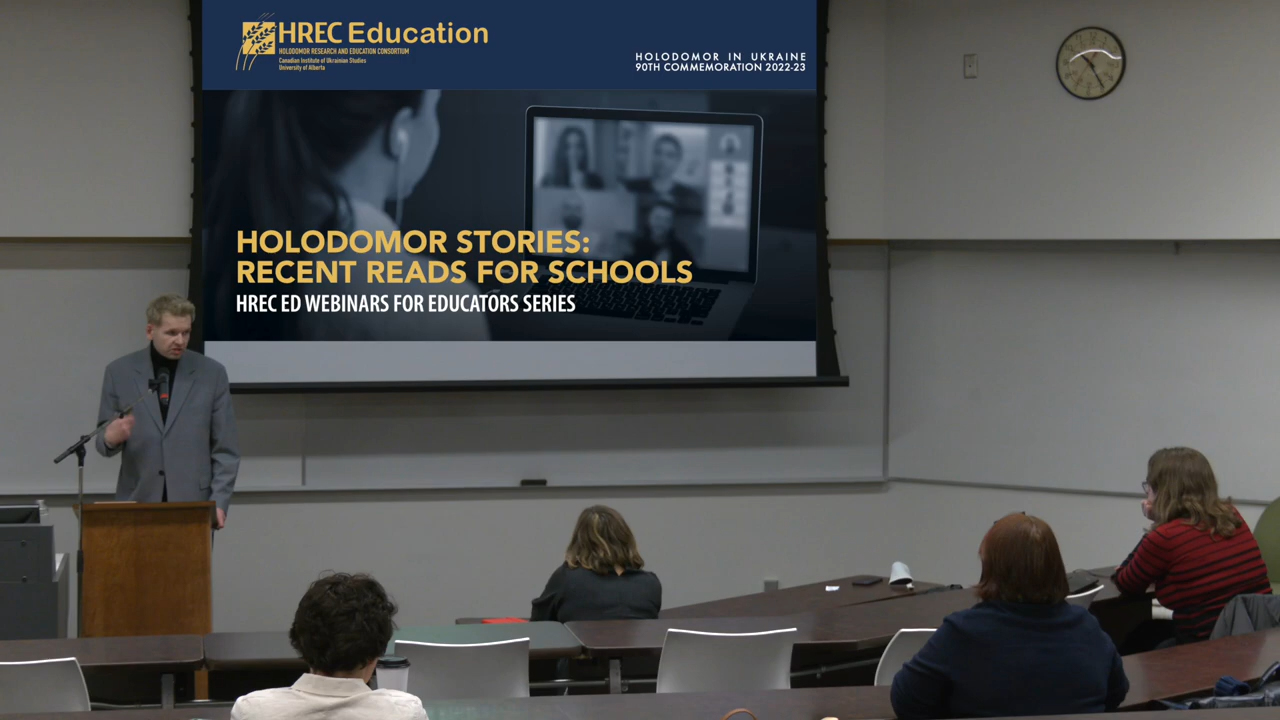 HREC Education
HOLODOMOR RESEARCH AND EDUCATION CONSORTIUM
Canadian Institute of Ukrainian Studies
University of Alberta
HOLODOMOR IN UKRAINE
90TH COMMEMORATION 2022-23
HOLODOMOR STORIES:
RECENT READS FOR SCHOOLS
HREC ED WEBINARS FOR EDUCATORS SERIES